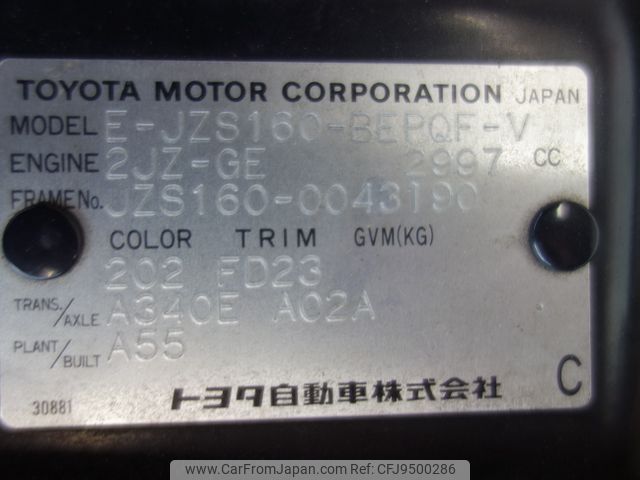 TOYOTA MOTOR CORPORATION JAPAN
MODEL E-JZS160-BEPQF-V
ENGINE 2JZ-GE 2997 CC
FRAME No. JZS160-0043190
COLOR TRIM GVM(KG)
202 FD23
TRANS./AXLE A340E A02A
PLANT/BUILT A55
C
30881 トヨタ自動車株式会社
www.CarFromJapan.com Photo ID: CFJ9500286